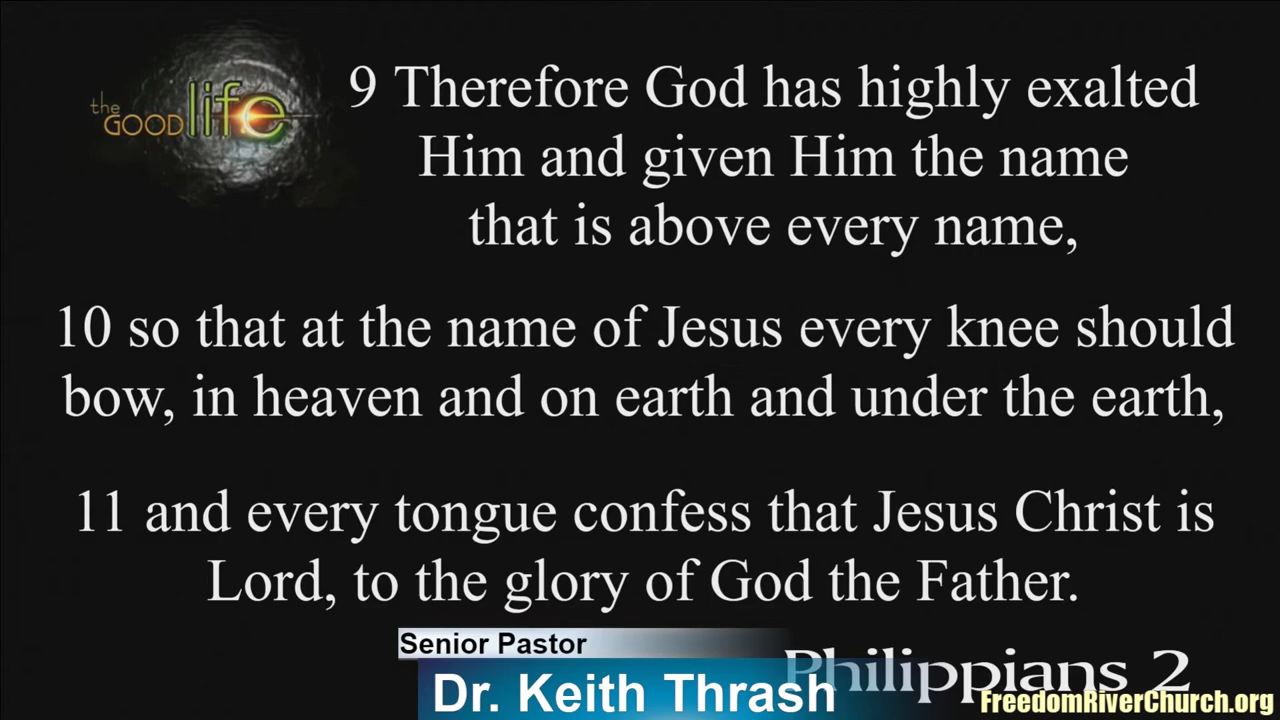 the
GOOD life
9 Therefore God has highly exalted
Him and given Him the name
that is above every name,
10 so that at the name of Jesus every knee should
bow, in heaven and on earth and under the earth,
11 and every tongue confess that Jesus Christ is
Lord, to the glory of God the Father.
Senior Pastor
Philippians 2
Dr. Keith Thrash
FreedomRiverChurch.org